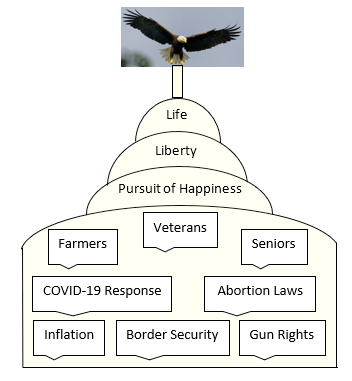 Life
Liberty
Pursuit of Happiness
Veterans
Farmers
Seniors
COVID-19 Response
Abortion Laws
Inflation
Border Security
Gun Rights